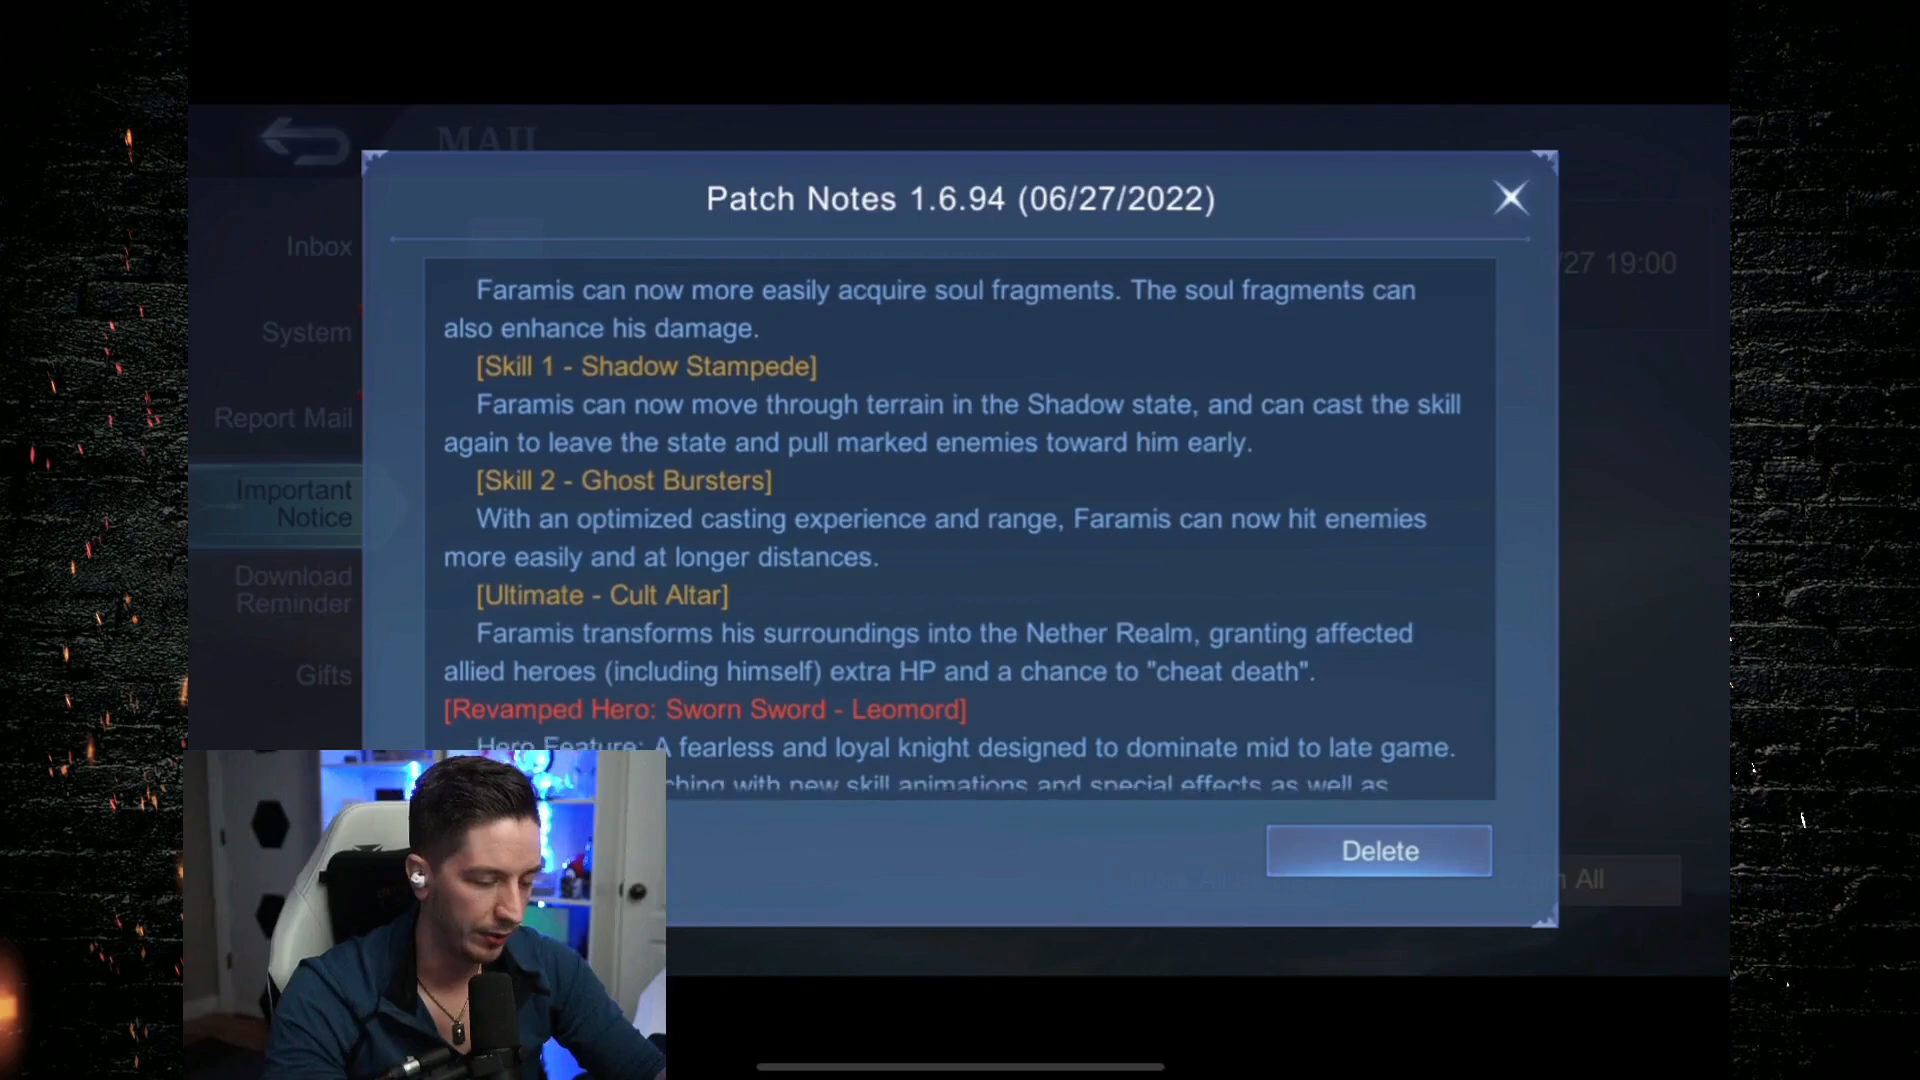 MAIL
Patch Notes 1.6.94 (06/27/2022)
Inbox
/27 19:00
System
Report Mail
Important
Notice
Download
Reminder
Gifts
Faramis can now more easily acquire soul fragments. The soul fragments can
also enhance his damage.
[Skill 1 - Shadow Stampede]
Faramis can now move through terrain in the Shadow state, and can cast the skill
again to leave the state and pull marked enemies toward him early.
[Skill 2 - Ghost Bursters]
With an optimized casting experience and range, Faramis can now hit enemies
more easily and at longer distances.
[Ultimate - Cult Altar]
Faramis transforms his surroundings into the Nether Realm, granting affected
allied heroes (including himself) extra HP and a chance to "cheat death".
[Revamped Hero: Sworn Sword - Leomord]
Hero Feature: A fearless and loyal knight designed to dominate mid to late game.
ching with new skill animations and special effects as well as
Delete
All